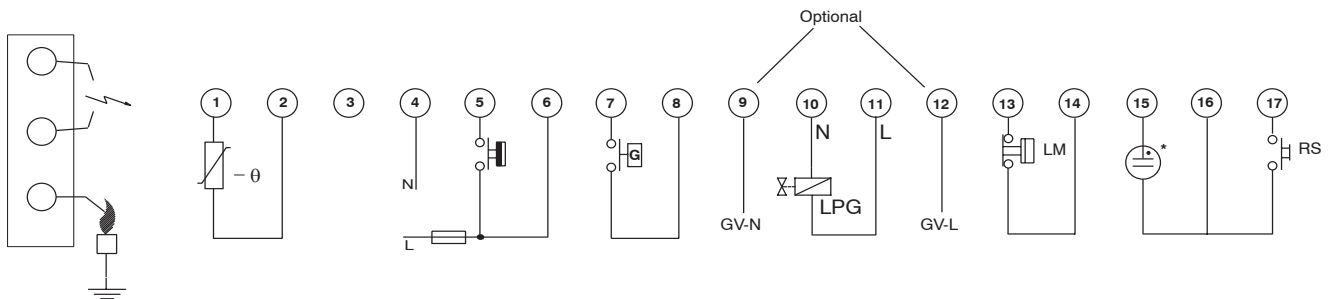 Optional
1 2 3 4 5 6 7 8 9 10 11 12 13 14 15 16 17
N L
G LM * RS
– θ
N LPG
GV-N GV-L
L